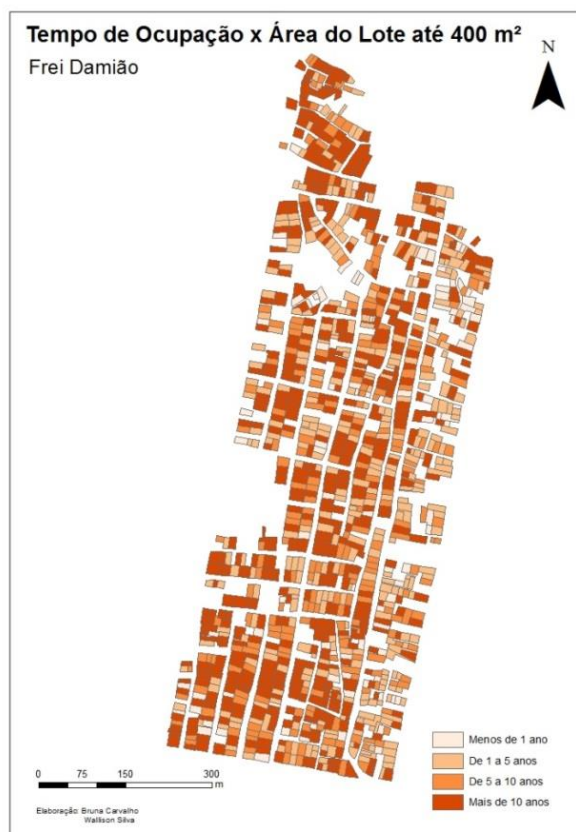 Tempo de Ocupação x Área do Lote até 400 m²
Frei Damião
N
Menos de 1 ano
De 1 a 5 anos
De 5 a 10 anos
Mais de 10 anos
0 75 150 300
m
Elaboração: Bruna Carvalho
Wallison Silva